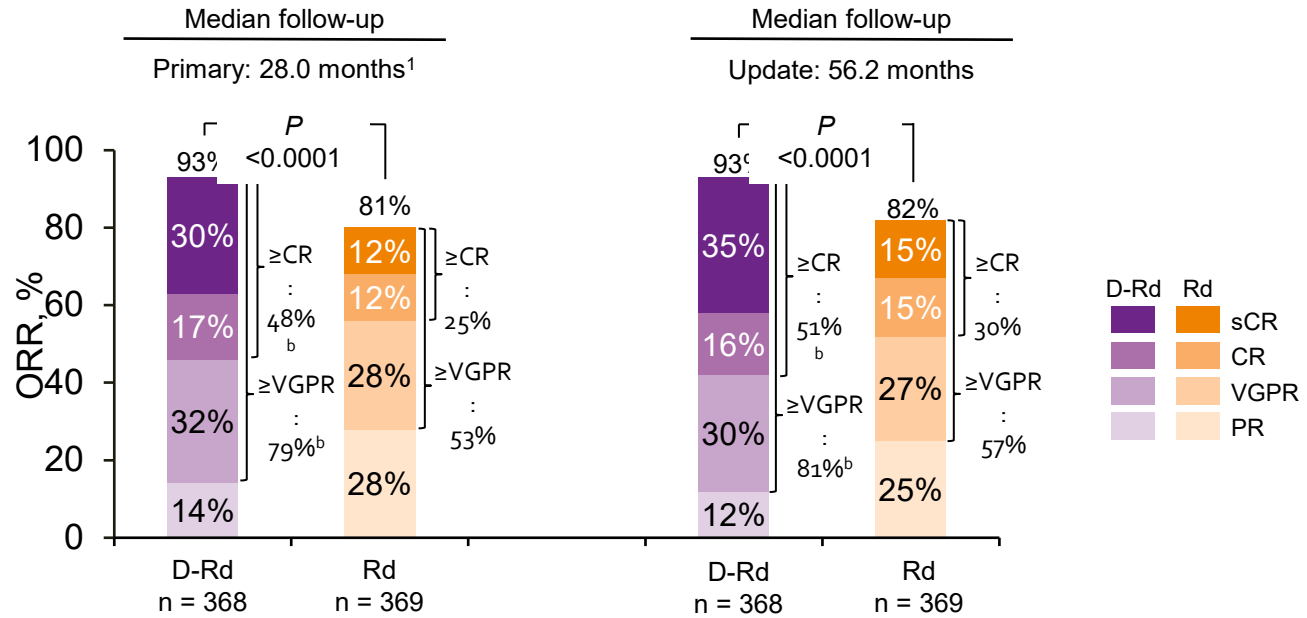 Median follow-up
Primary: 28.0 months¹
P
<0.0001
93%
81%
30%
17%
32%
14%
≥CR
:
48%
b
≥VGPR
:
79%ᵇ
12%
12%
28%
28%
≥CR
:
25%
≥VGPR
:
53%
Median follow-up
Update: 56.2 months
P
<0.0001
93%
82%
35%
16%
30%
12%
≥CR
:
51%
b
≥VGPR
:
81%ᵇ
15%
15%
27%
25%
≥CR
:
30%
≥VGPR
:
57%
ORR, %
100
80
60
40
20
0
D-Rd
n = 368
Rd
n = 369
D-Rd
n = 368
Rd
n = 369
D-Rd Rd
sCR
CR
VGPR
PR